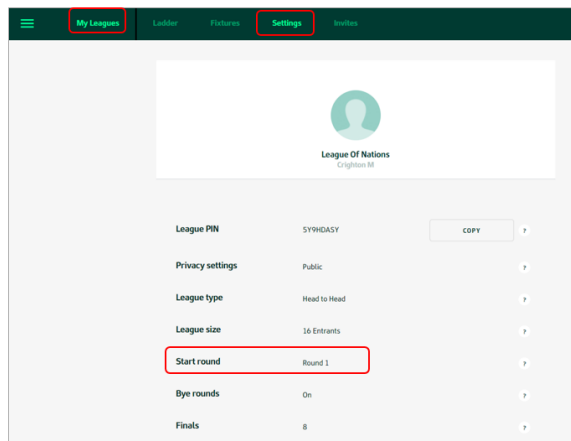 My Leagues Ladder Fixtures Settings Invites
League Of Nations
Crighton M
League PIN 5Y9HDASY COPY ?
Privacy settings Public ?
League type Head to Head ?
League size 16 Entrants ?
Start round Round 1
Bye rounds On ?
Finals 8 ?